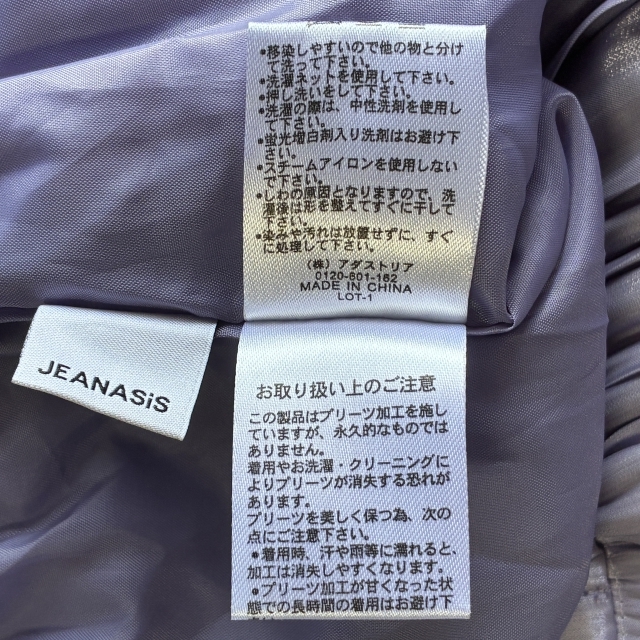 •移染しやすいので他の物と分け
て洗って下さい。
•洗濯ネットを使用して下さい。
•押し洗いをして下さい。
•洗濯の際は、中性洗剤を使用し
て下さい。
•蛍光増白剤入り洗剤はお避け下
さい。
•スチームアイロンを使用しない
で下さい。
•しわの原因となりますので、洗
濯後は形を整えてすぐに干して
下さい。
•染みや汚れは放置せずに、すぐ
に処理して下さい。
(株)アダストリア
0120-601-162
MADE IN CHINA
LOT-1
JEANASiS
お取り扱い上のご注意
この製品はプリーツ加工を施し
ていますが、永久的なものでは
ありません。
着用やお洗濯・クリーニングに
よりプリーツが消失する恐れが
あります。
プリーツを美しく保つ為、次の
点にご注意下さい。
•着用時、汗や雨等に濡れると、
加工は消失しやすくなります。
•プリーツ加工が甘くなった状
態での長時間の着用はお避け下